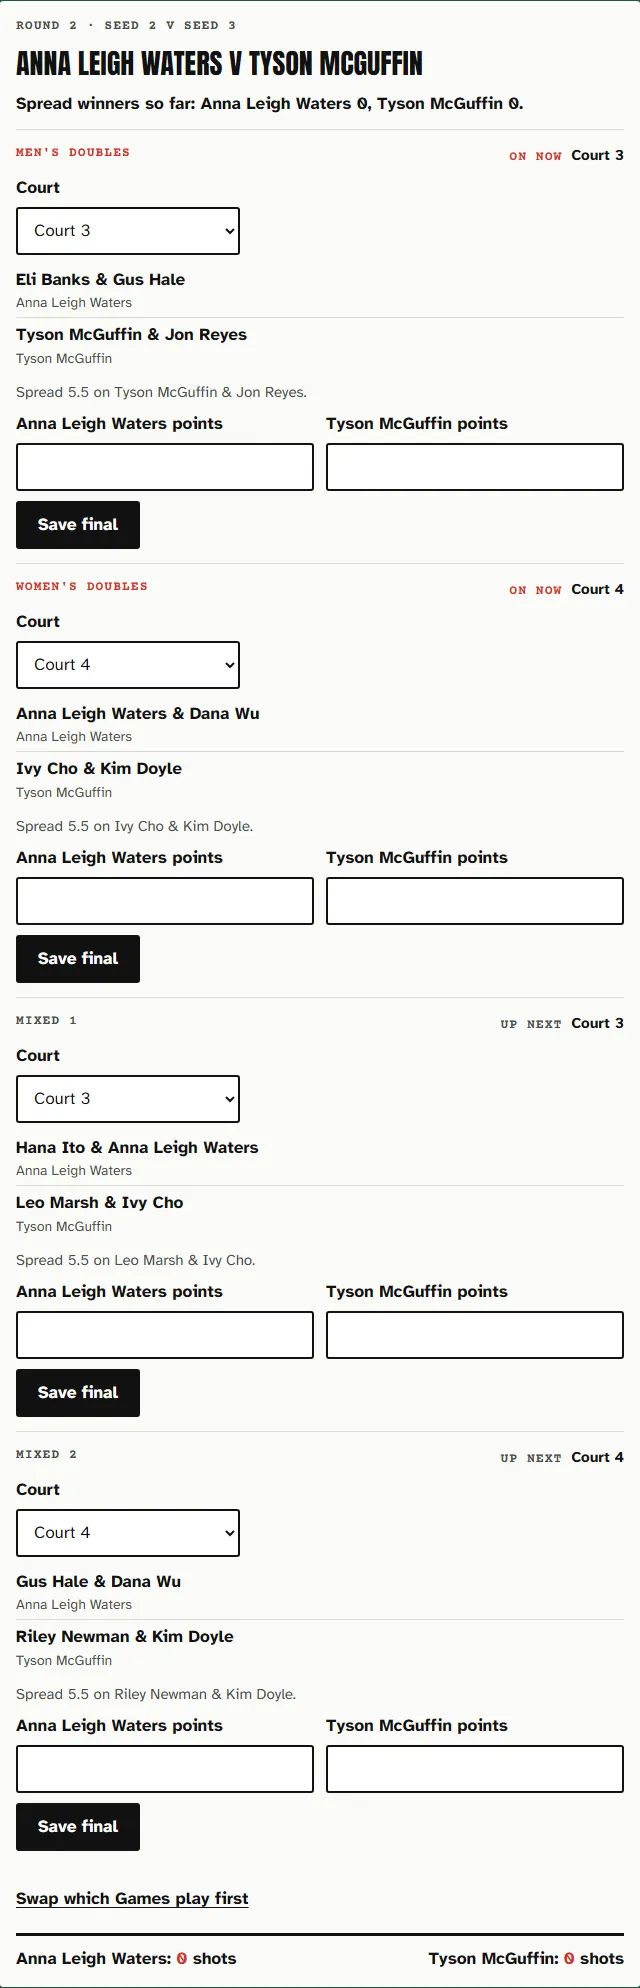 ROUND 2 · SEED 2 V SEED 3
ANNA LEIGH WATERS V TYSON MCGUFFIN
Spread winners so far: Anna Leigh Waters 0, Tyson McGuffin 0.
MEN'S DOUBLES
ON NOW Court 3
Court
Court 3
Eli Banks & Gus Hale
Anna Leigh Waters
Tyson McGuffin & Jon Reyes
Tyson McGuffin
Spread 5.5 on Tyson McGuffin & Jon Reyes.
Anna Leigh Waters points
Tyson McGuffin points
Save final
WOMEN'S DOUBLES
ON NOW Court 4
Court
Court 4
Anna Leigh Waters & Dana Wu
Anna Leigh Waters
Ivy Cho & Kim Doyle
Tyson McGuffin
Spread 5.5 on Ivy Cho & Kim Doyle.
Anna Leigh Waters points
Tyson McGuffin points
Save final
MIXED 1
UP NEXT Court 3
Court
Court 3
Hana Ito & Anna Leigh Waters
Anna Leigh Waters
Leo Marsh & Ivy Cho
Tyson McGuffin
Spread 5.5 on Leo Marsh & Ivy Cho.
Anna Leigh Waters points
Tyson McGuffin points
Save final
MIXED 2
UP NEXT Court 4
Court
Court 4
Gus Hale & Dana Wu
Anna Leigh Waters
Riley Newman & Kim Doyle
Tyson McGuffin
Spread 5.5 on Riley Newman & Kim Doyle.
Anna Leigh Waters points
Tyson McGuffin points
Save final
Swap which Games play first
Anna Leigh Waters: 0 shots
Tyson McGuffin: 0 shots